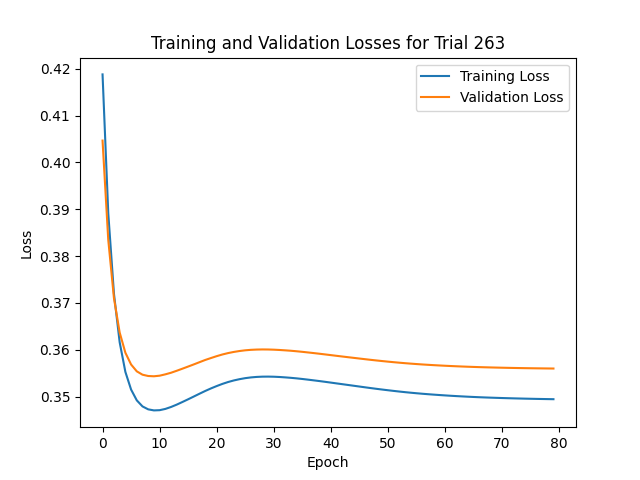 Training and Validation Losses for Trial 263
Training Loss
Validation Loss
Loss
0.42
0.41
0.40
0.39
0.38
0.37
0.36
0.35
0 10 20 30 40 50 60 70 80
Epoch